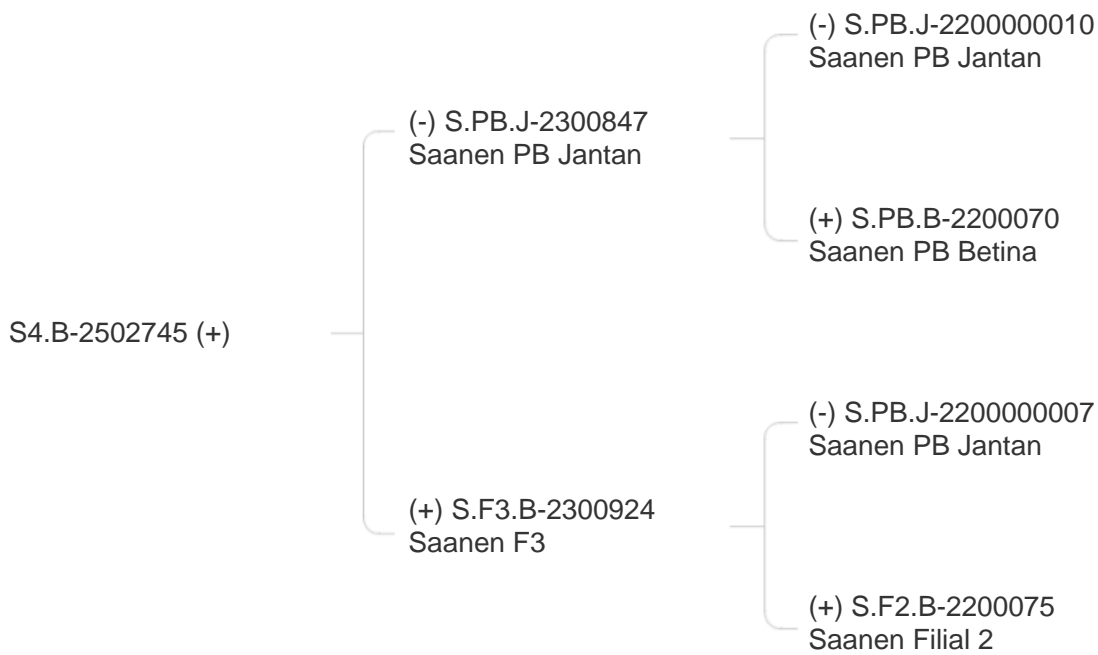 (-) S.PB.J-2200000010
Saanen PB Jantan
(-) S.PB.J-2300847
Saanen PB Jantan
(+) S.PB.B-2200070
Saanen PB Betina
S4.B-2502745 (+)
(-) S.PB.J-2200000007
Saanen PB Jantan
(+) S.F3.B-2300924
Saanen F3
(+) S.F2.B-2200075
Saanen Filial 2